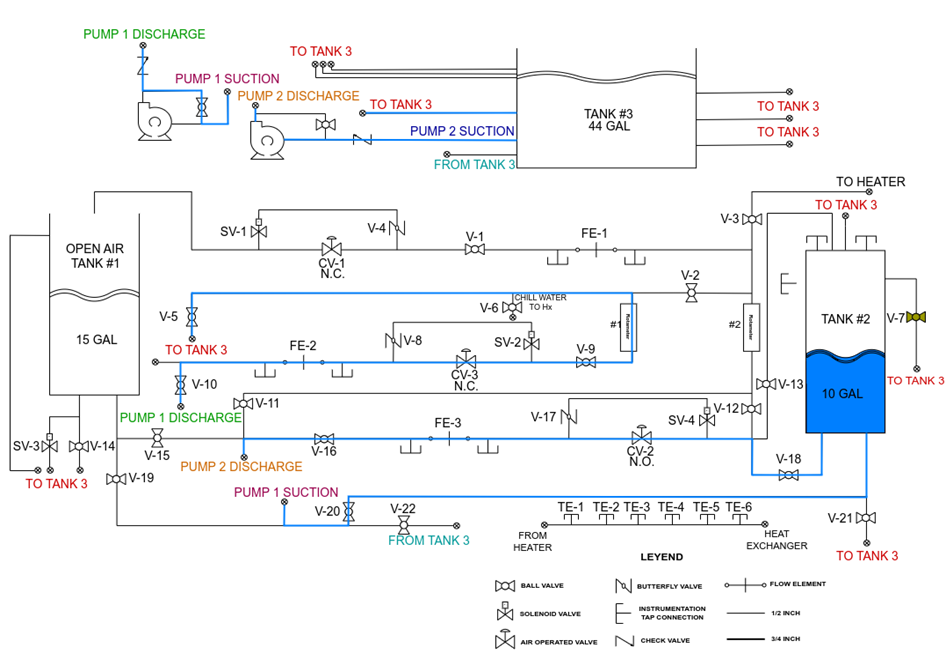 PUMP 1 DISCHARGE
TO TANK 3
PUMP 1 SUCTION
PUMP 2 DISCHARGE
TO TANK 3
PUMP 2 SUCTION
FROM TANK 3
TANK #3
44 GAL
TO TANK 3
TO TANK 3
TO HEATER
TO TANK 3
V-3
OPEN AIR
TANK #1
15 GAL
SV-1
V-4
CV-1
N.C.
V-1
FE-1
V-2
V-5
TO TANK 3
V-6
CHILL WATER
TO Hx
#1
Rotameter
#2
Rotameter
TANK #2
V-7
TO TANK 3
10 GAL
FE-2
V-8
SV-2
CV-3
N.C.
V-9
V-10
PUMP 1 DISCHARGE
V-11
V-13
V-12
V-17
SV-4
FE-3
CV-2
N.O.
SV-3
V-14
V-15
V-16
PUMP 2 DISCHARGE
V-18
TO TANK 3
V-19
PUMP 1 SUCTION
V-20
V-22
FROM TANK 3
TE-1
TE-2
TE-3
TE-4
TE-5
TE-6
FROM
HEATER
HEAT
EXCHANGER
V-21
TO TANK 3
LEYEND
BALL VALVE
BUTTERFLY VALVE
FLOW ELEMENT
SOLENOID VALVE
INSTRUMENTATION
TAP CONNECTION
1/2 INCH
AIR OPERATED VALVE
CHECK VALVE
3/4 INCH